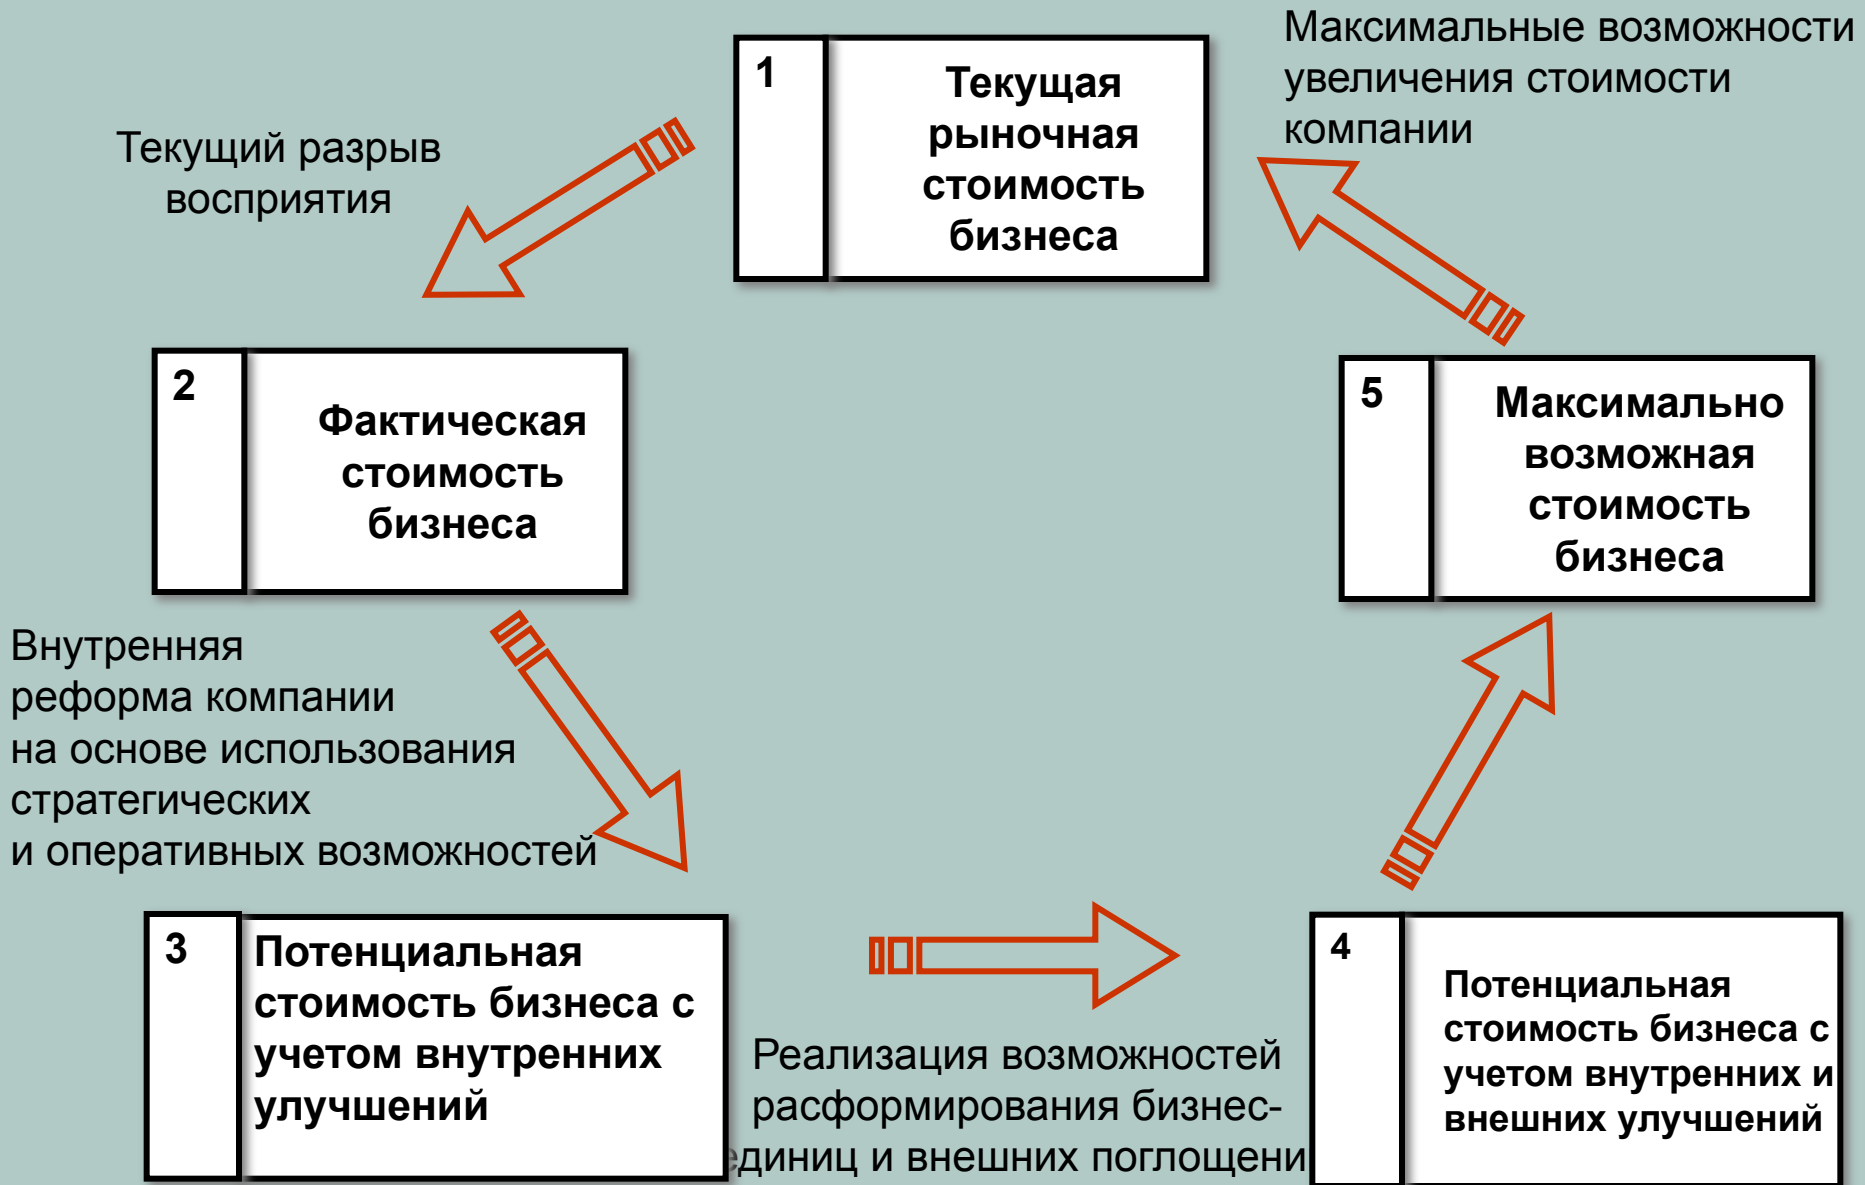 1
Текущая
рыночная
стоимость
бизнеса
Максимальные возможности
увеличения стоимости
компании
Текущий разрыв
восприятия
2
Фактическая
стоимость
бизнеса
5
Максимально
возможная
стоимость
бизнеса
Внутренняя
реформа компании
на основе использования
стратегических
и оперативных возможностей
3
Потенциальная
стоимость бизнеса с
учетом внутренних
улучшений
Реализация возможностей
расформирования бизнес-
единиц и внешних поглощени
4
Потенциальная
стоимость бизнеса с
учетом внутренних и
внешних улучшений